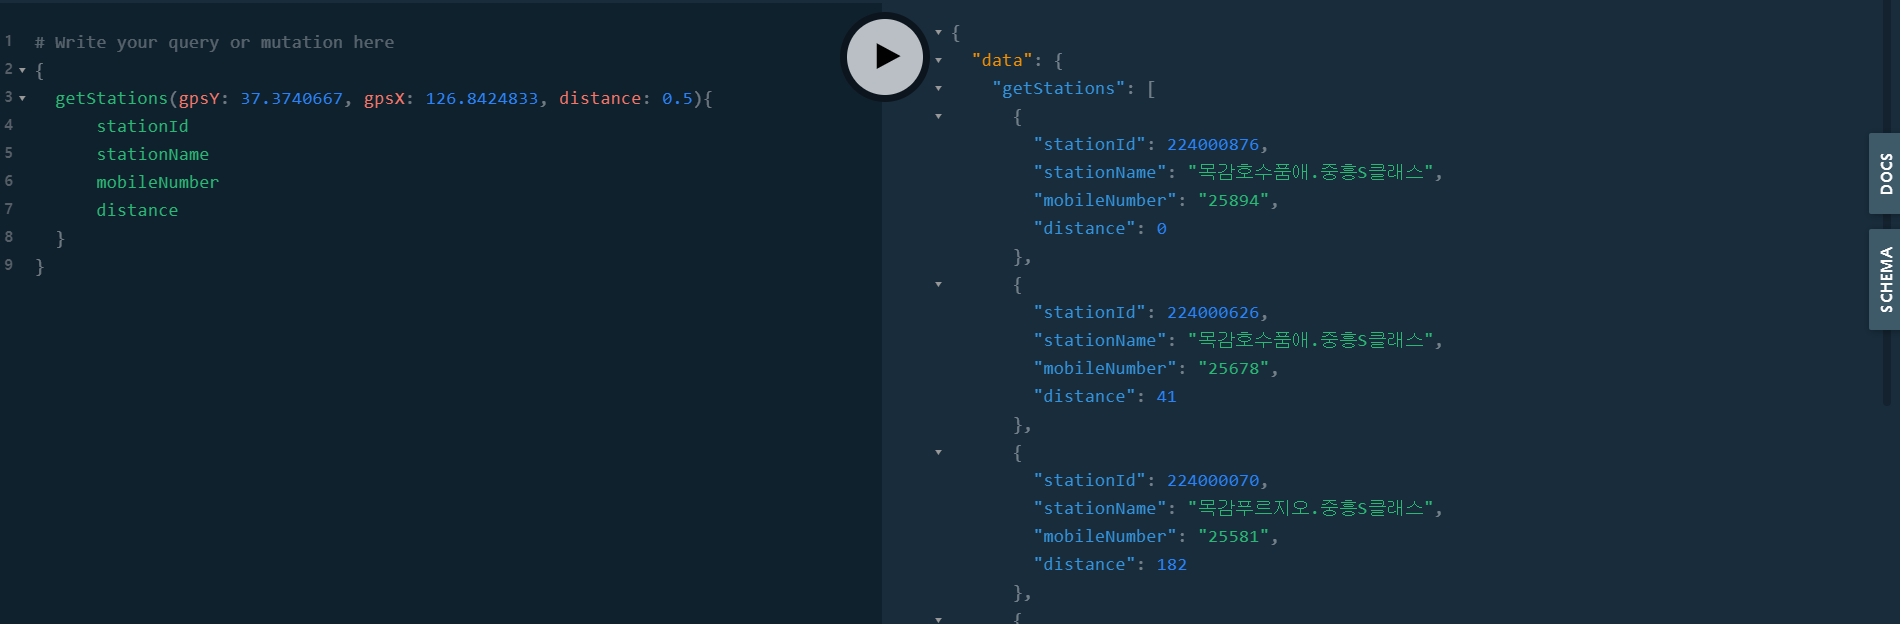 1 # Write your query or mutation here
2 {
3 getStations(gpsY: 37.3740667, gpsX: 126.8424833, distance: 0.5){
4 stationId
5 stationName
6 mobileNumber
7 distance
8 }
9 }
{
"data": {
"getStations": [
{
"stationId": 224000876,
"stationName": "목감호수품애.중흥S클래스",
"mobileNumber": "25894",
"distance": 0
},
{
"stationId": 224000626,
"stationName": "목감호수품애.중흥S클래스",
"mobileNumber": "25678",
"distance": 41
},
{
"stationId": 224000070,
"stationName": "목감푸르지오.중흥S클래스",
"mobileNumber": "25581",
"distance": 182
},
{
DOCS
SCHEMA